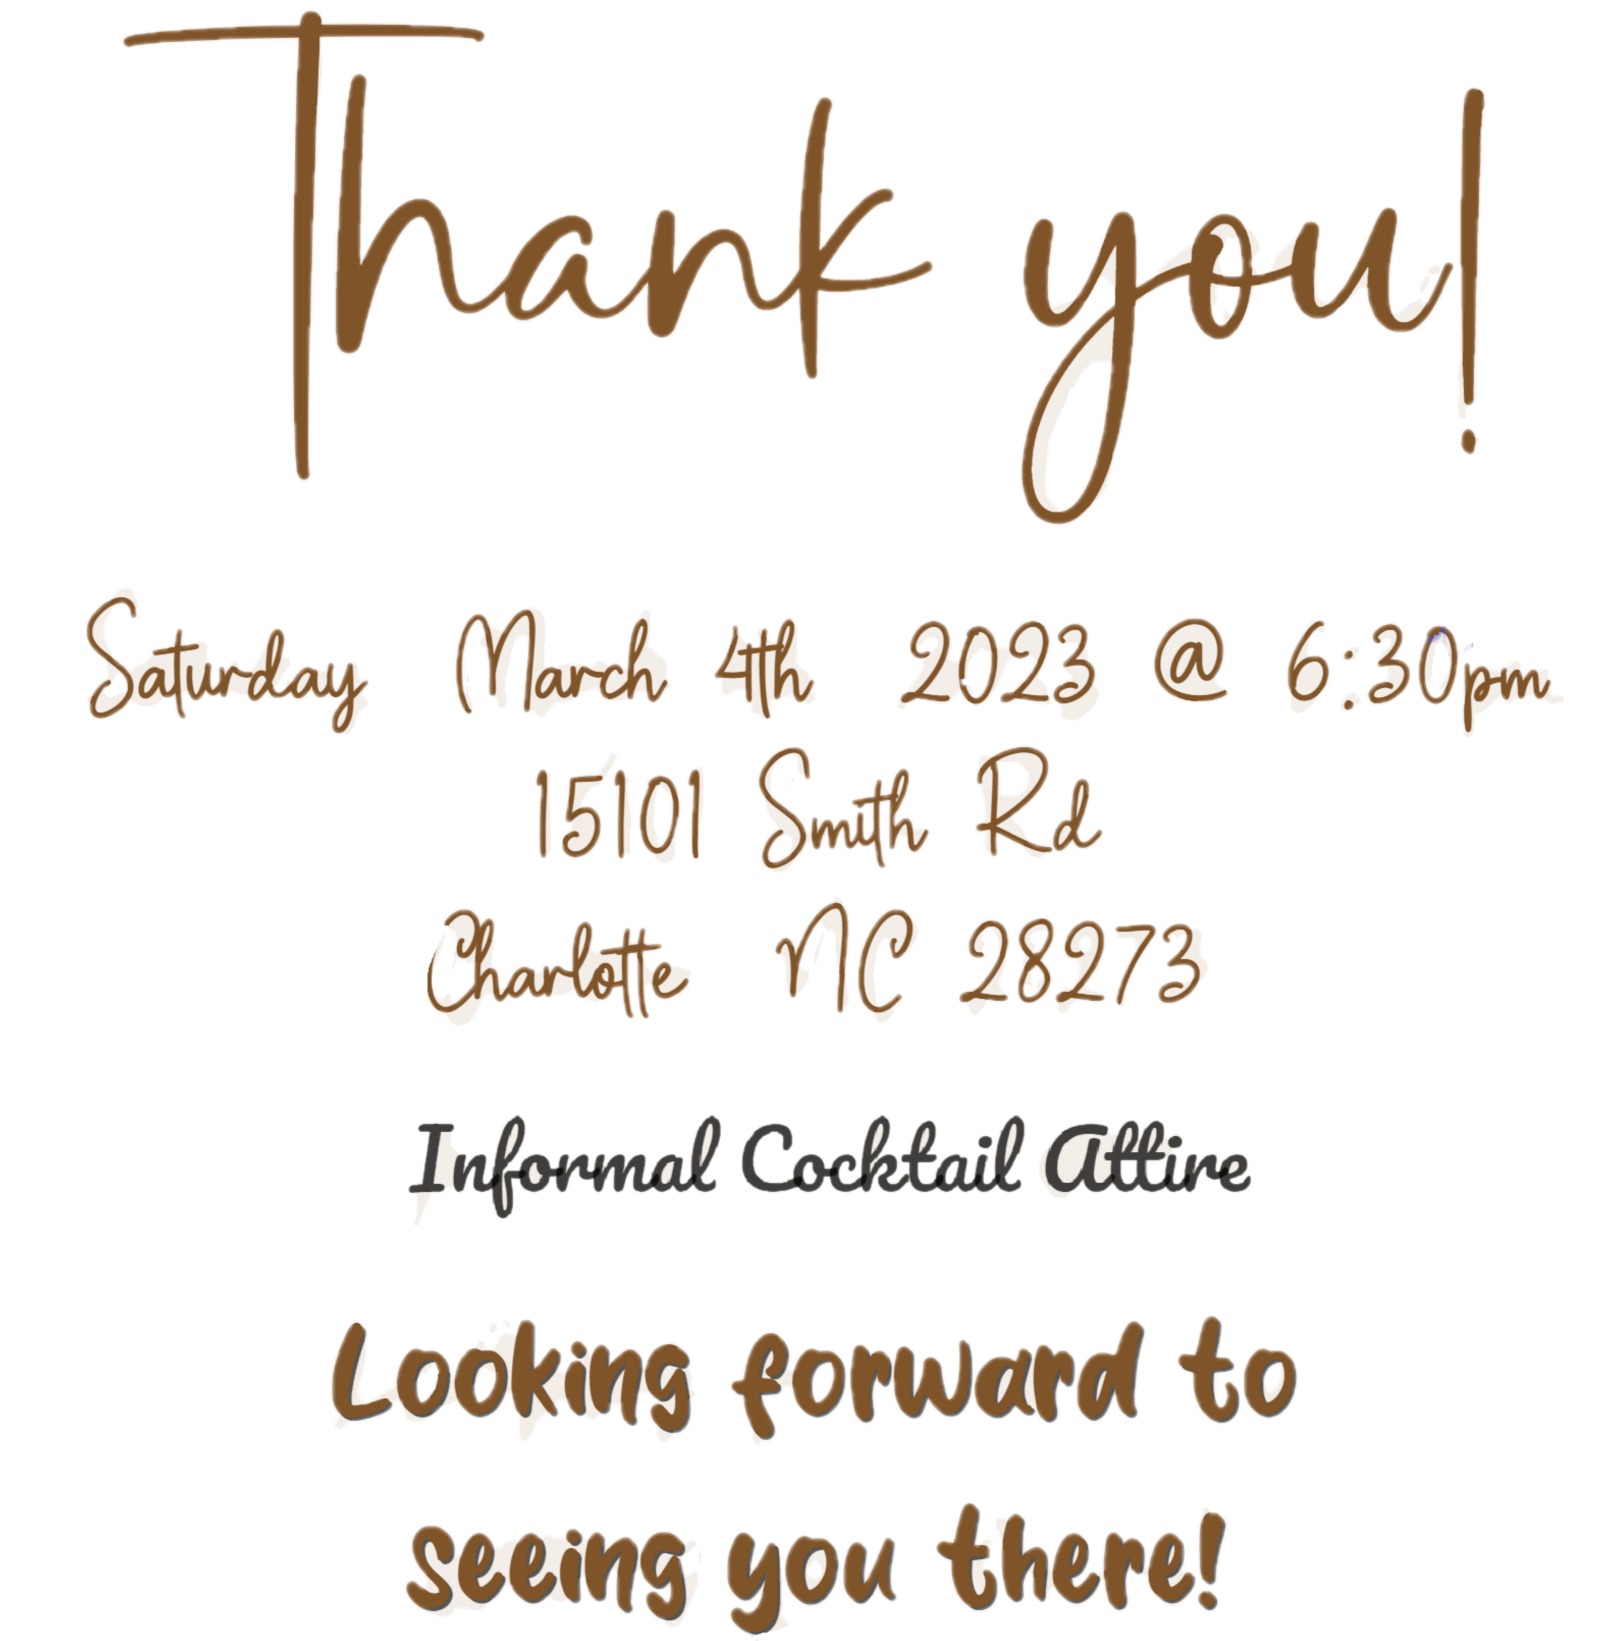 Thank you!
Saturday March 4th 2023 @ 6:30pm
15101 Smith Rd
Charlotte NC 28273
Informal Cocktail Attire
Looking forward to
seeing you there!